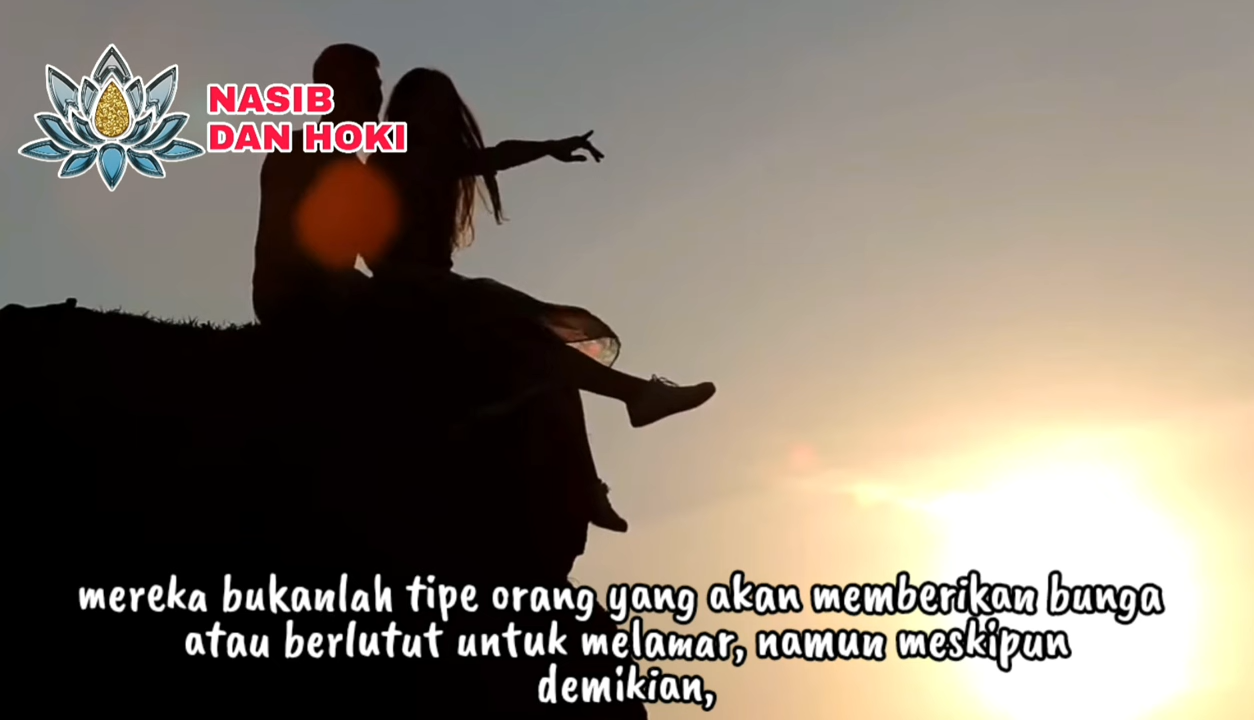 NASIB
DAN HOKI
mereka bukanlah tipe orang yang akan memberikan bunga
atau berlutut untuk melamar, namun meskipun
demikian,